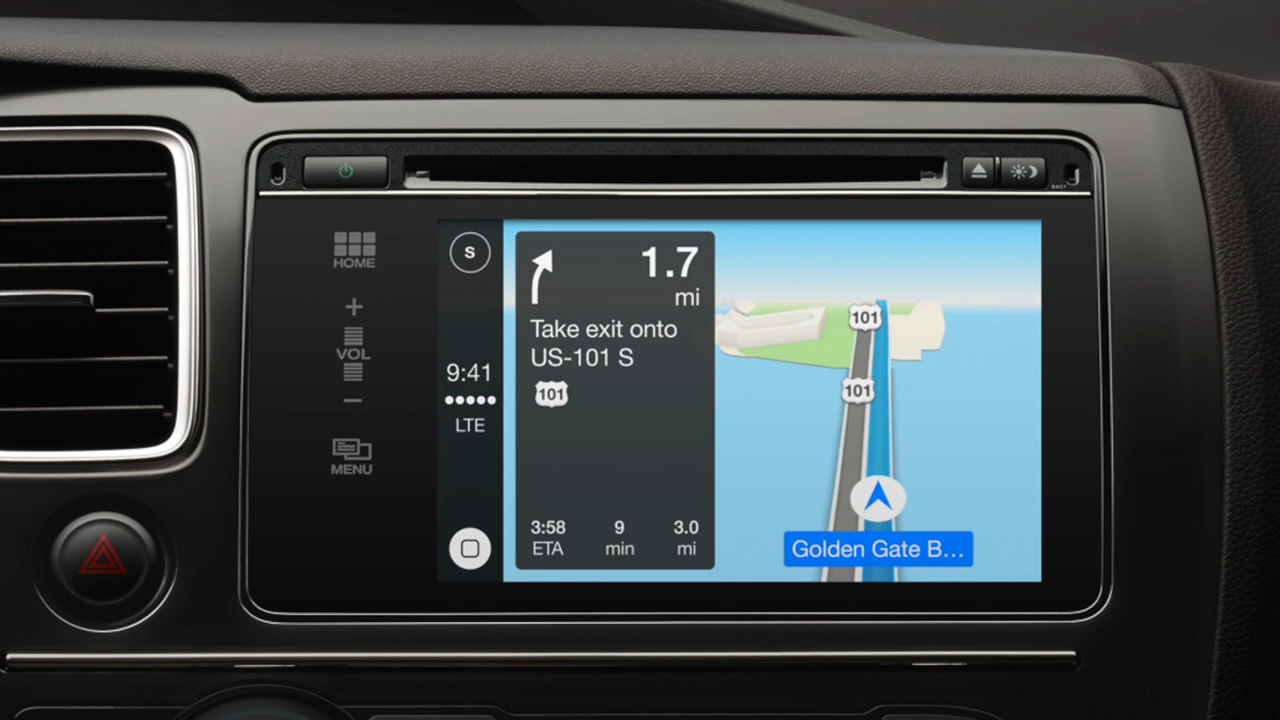 HOME
+
VOL
−
MENU
S
9:41
LTE
1.7
mi
Take exit onto
US-101 S
101
3:58
ETA
9
min
3.0
mi
101
101
Golden Gate B...